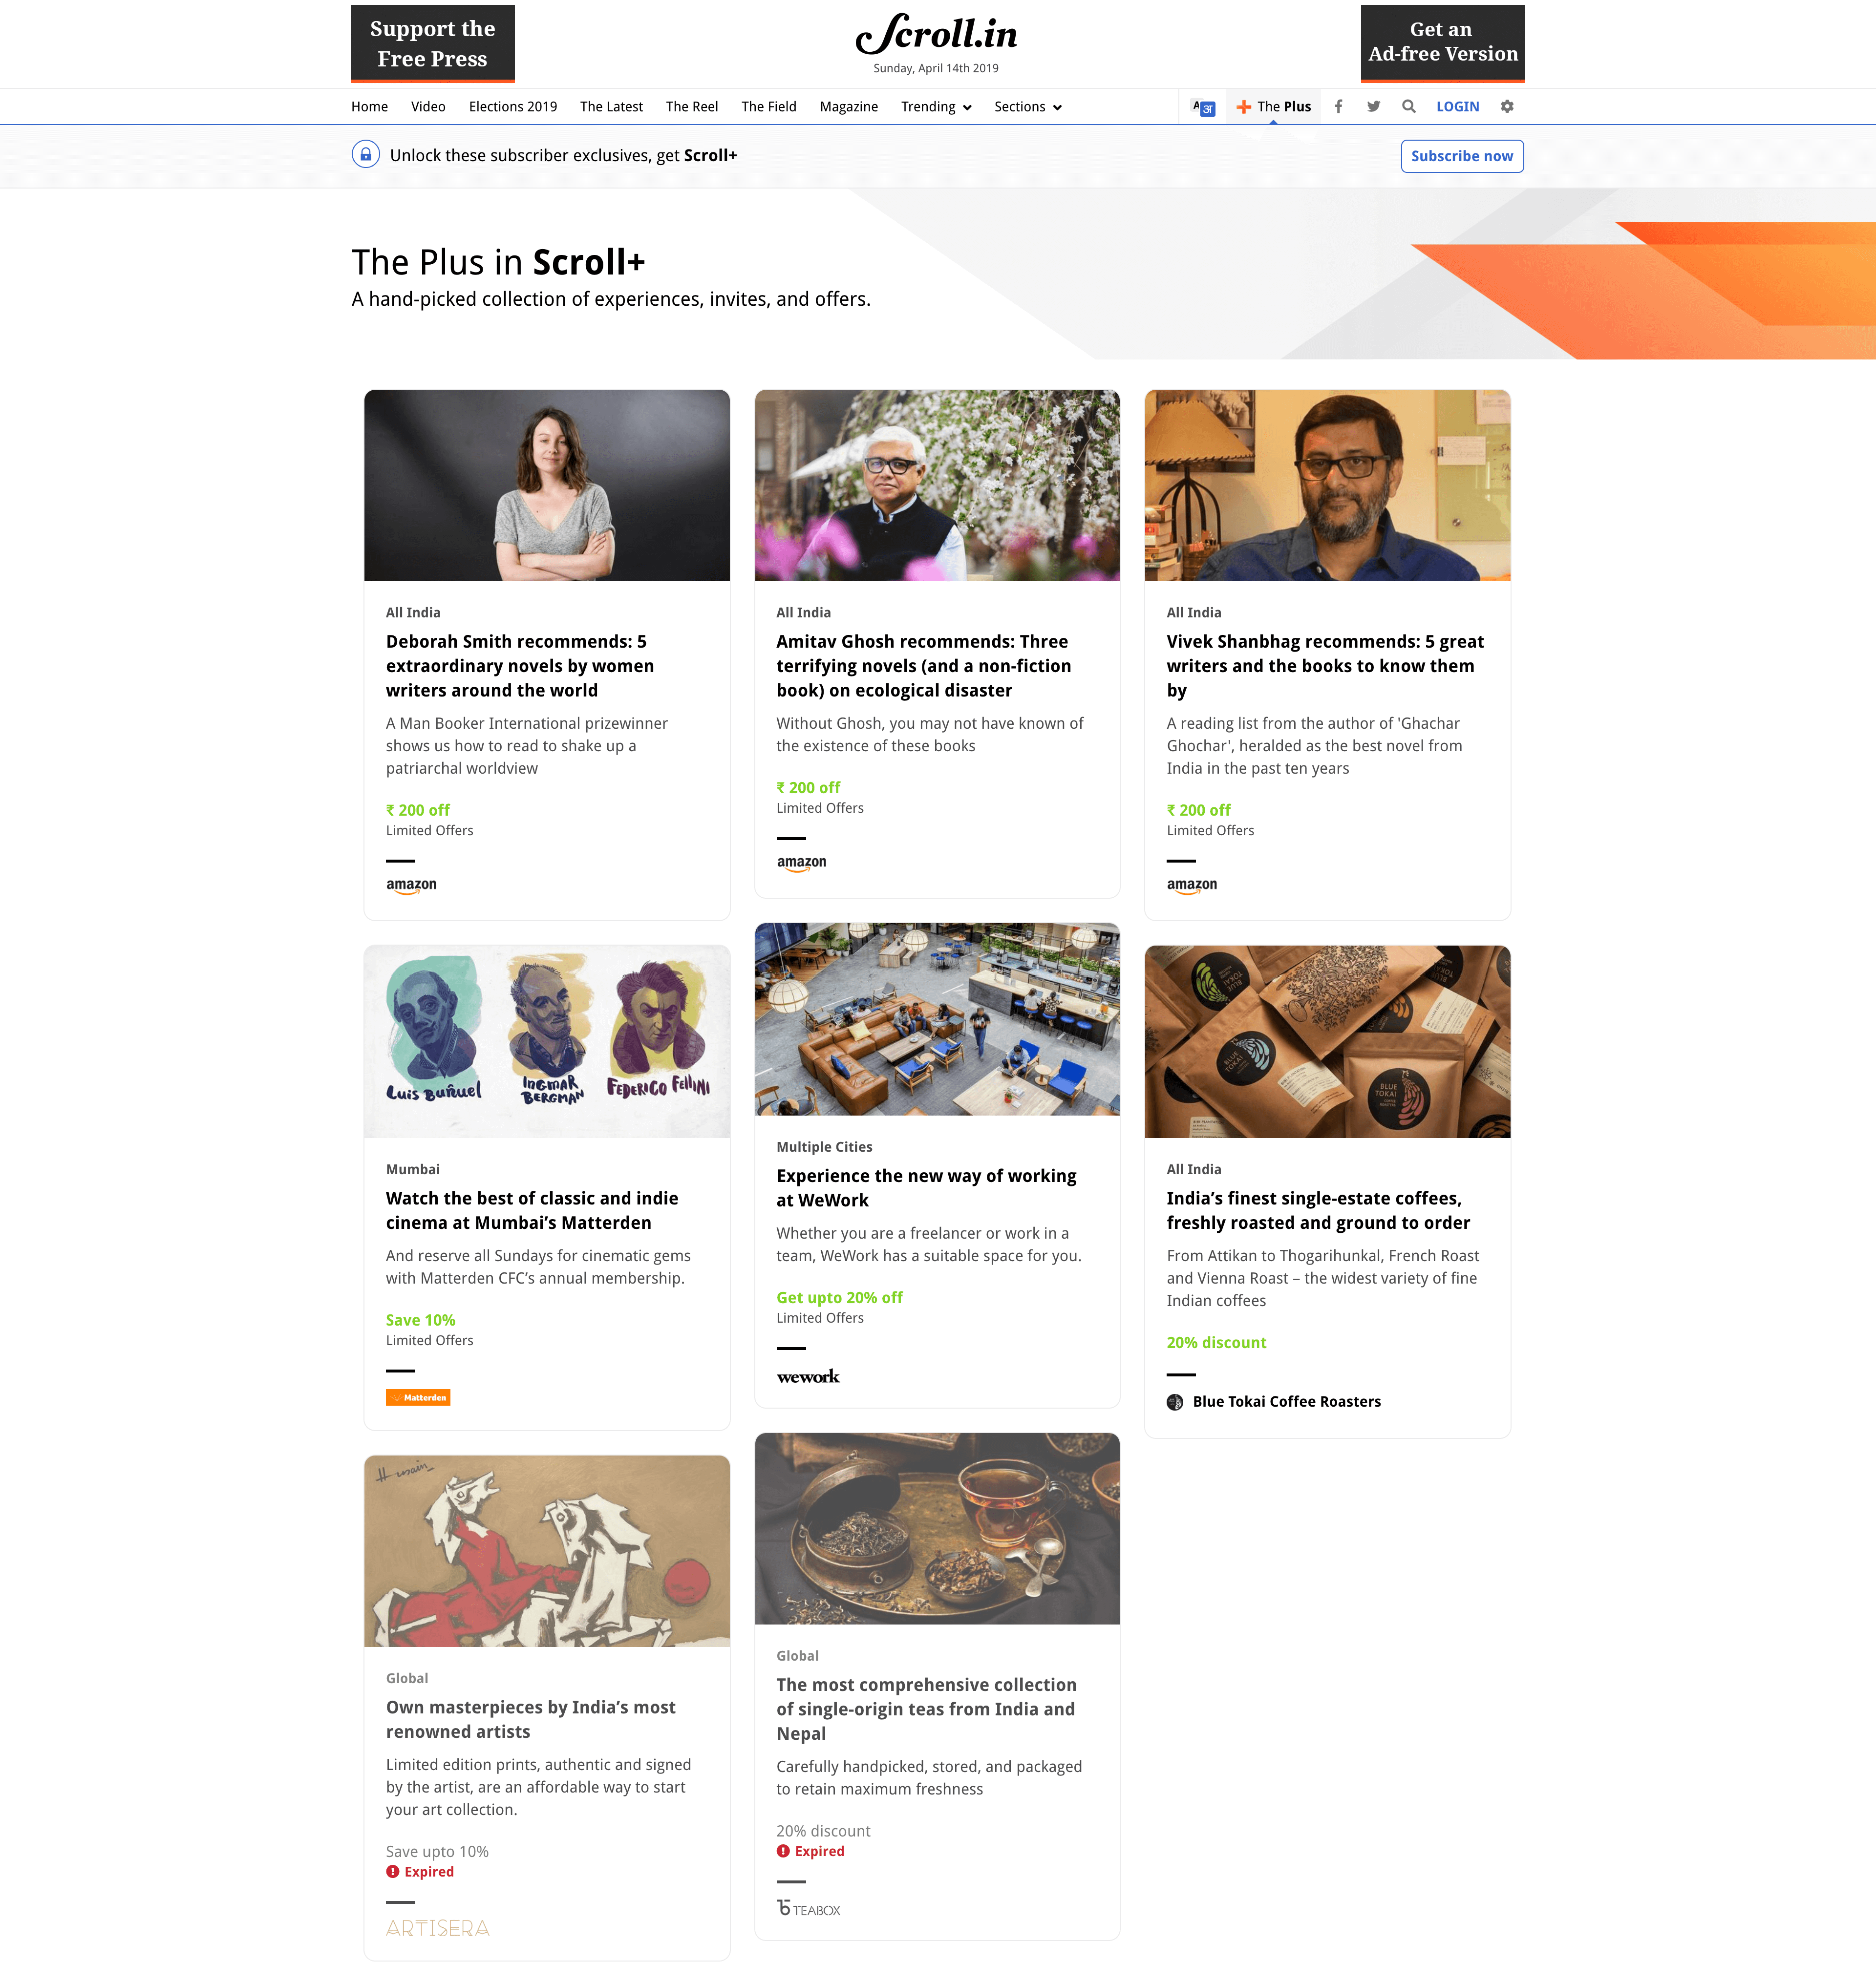 Support the
Free Press
Scroll.in
Sunday, April 14th 2019
Get an
Ad-free Version
Home Video Elections 2019 The Latest The Reel The Field Magazine Trending Sections A अ The Plus LOGIN
Unlock these subscriber exclusives, get Scroll+
Subscribe now
The Plus in Scroll+
A hand-picked collection of experiences, invites, and offers.
All India
Deborah Smith recommends: 5
extraordinary novels by women
writers around the world
A Man Booker International prizewinner
shows us how to read to shake up a
patriarchal worldview
₹ 200 off
Limited Offers
amazon
All India
Amitav Ghosh recommends: Three
terrifying novels (and a non-fiction
book) on ecological disaster
Without Ghosh, you may not have known of
the existence of these books
₹ 200 off
Limited Offers
amazon
All India
Vivek Shanbhag recommends: 5 great
writers and the books to know them
by
A reading list from the author of 'Ghachar
Ghochar', heralded as the best novel from
India in the past ten years
₹ 200 off
Limited Offers
amazon
Luis Buñuel
Ingmar
Bergman
Federico Fellini
Mumbai
Watch the best of classic and indie
cinema at Mumbai’s Matterden
And reserve all Sundays for cinematic gems
with Matterden CFC’s annual membership.
Save 10%
Limited Offers
Matterden
Multiple Cities
Experience the new way of working
at WeWork
Whether you are a freelancer or work in a
team, WeWork has a suitable space for you.
Get upto 20% off
Limited Offers
wework
BLUE
TOKAI
BLUE
TOKAI
BLUE
TOKAI
All India
India’s finest single-estate coffees,
freshly roasted and ground to order
From Attikan to Thogarihunkal, French Roast
and Vienna Roast – the widest variety of fine
Indian coffees
20% discount
Blue Tokai Coffee Roasters
Husain
Global
Own masterpieces by India’s most
renowned artists
Limited edition prints, authentic and signed
by the artist, are an affordable way to start
your art collection.
Save upto 10%
Expired
ARTISERA
Global
The most comprehensive collection
of single-origin teas from India and
Nepal
Carefully handpicked, stored, and packaged
to retain maximum freshness
20% discount
Expired
TEABOX